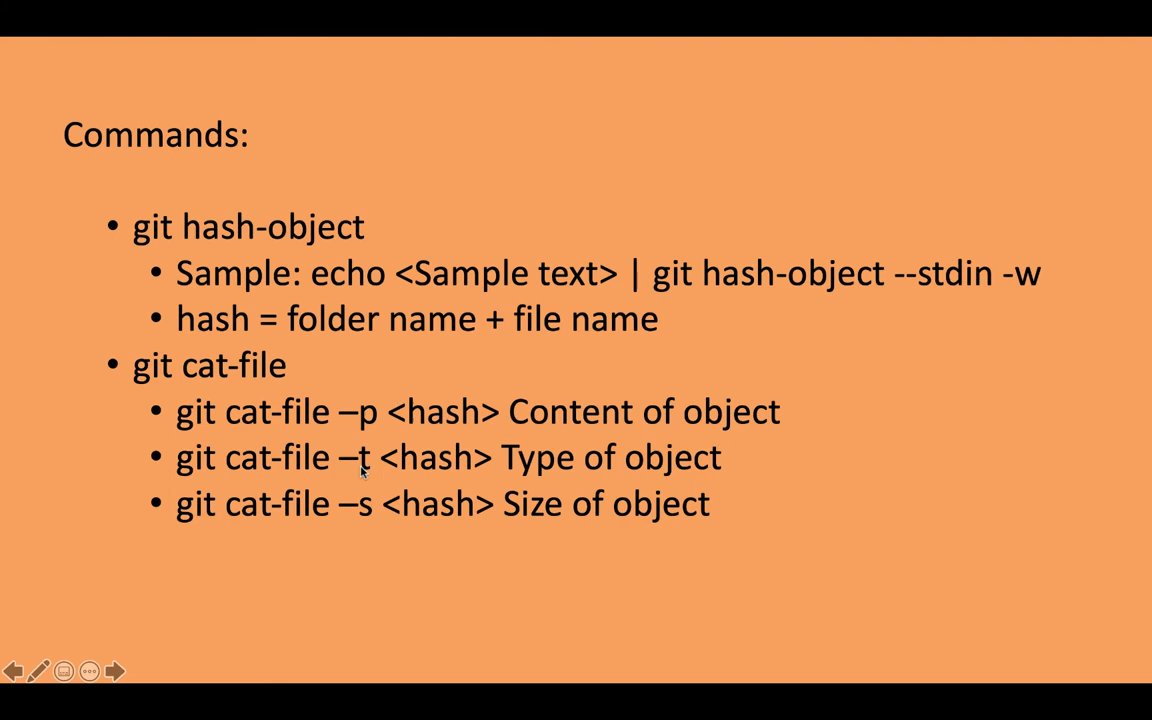 Commands:
• git hash-object
• Sample: echo <Sample text> | git hash-object --stdin -w
• hash = folder name + file name
• git cat-file
• git cat-file –p <hash> Content of object
• git cat-file –t <hash> Type of object
• git cat-file –s <hash> Size of object